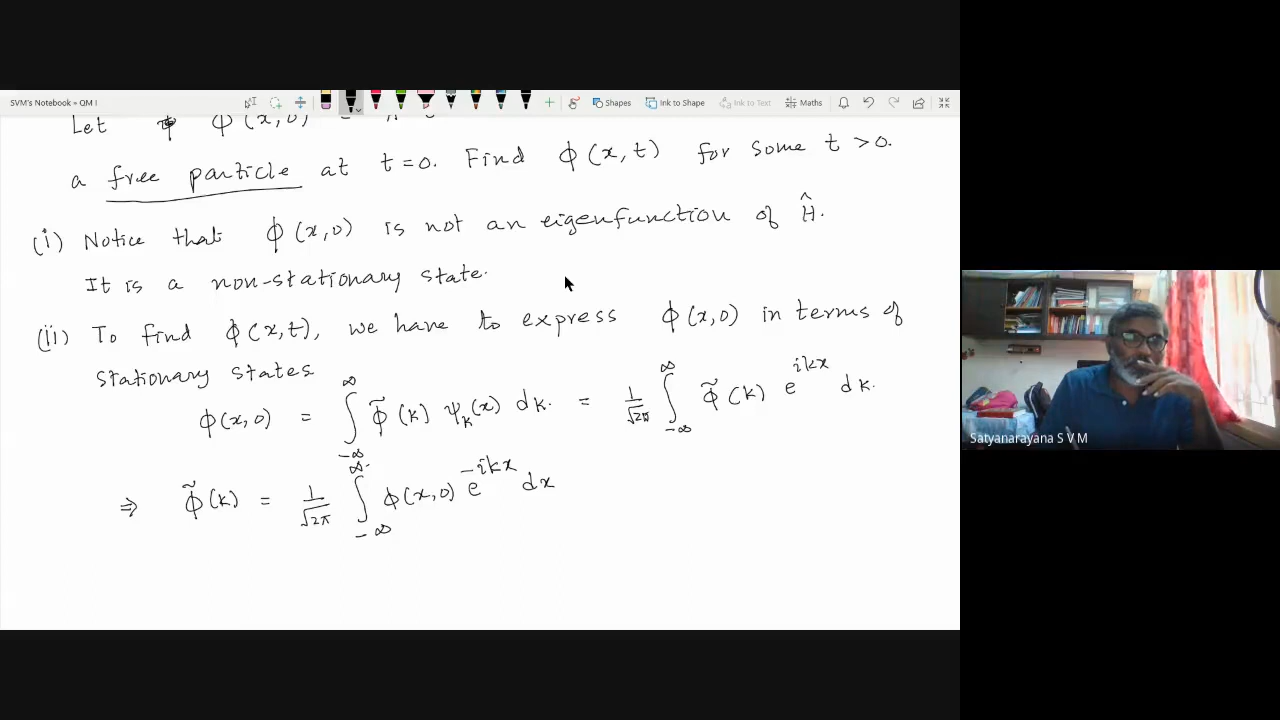 SVM's Notebook » QM I
Shapes
Ink to Shape
Ink to Text
Maths
Let ϕ(x,0)
a free particle at t=0. Find ϕ(x,t) for some t>0.
(i) Notice that ϕ(x,0) is not an eigenfunction of Ĥ.
It is a non-stationary state.
(ii) To find ϕ(x,t), we have to express ϕ(x,0) in terms of
stationary states
ϕ(x,0) = ∫_{-∞}^{∞} ϕ̃(k) ψ_k(x) dk. = 1/√2π ∫_{-∞}^{∞} ϕ̃(k) e^{ikx} dk.
⇒ ϕ̃(k) = 1/√2π ∫_{-∞}^{∞} ϕ(x,0) e^{-ikx} dx
Satyanarayana S V M